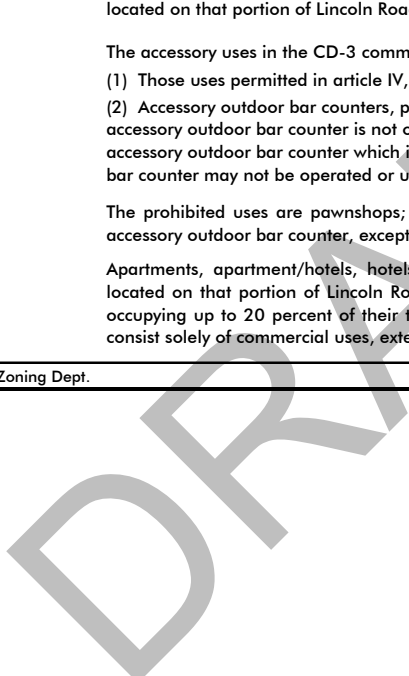 located on that portion of Lincoln Roa
The accessory uses in the CD-3 comm
(1) Those uses permitted in article IV,
(2) Accessory outdoor bar counters, p
accessory outdoor bar counter is not o
accessory outdoor bar counter which i
bar counter may not be operated or u
The prohibited uses are pawnshops;
accessory outdoor bar counter, except
Apartments, apartment/hotels, hotels
located on that portion of Lincoln Ro
occupying up to 20 percent of their t
consist solely of commercial uses, exte
Zoning Dept.
DRA